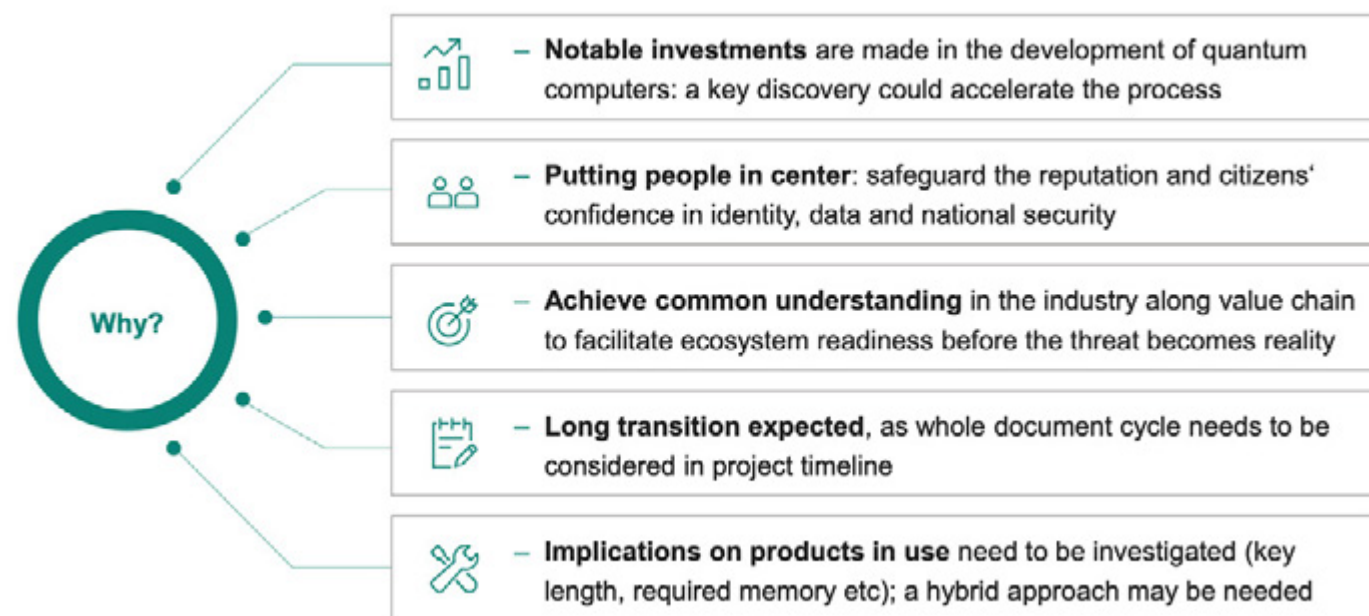 Why?
– Notable investments are made in the development of quantum
computers: a key discovery could accelerate the process
– Putting people in center: safeguard the reputation and citizens‘
confidence in identity, data and national security
– Achieve common understanding in the industry along value chain
to facilitate ecosystem readiness before the threat becomes reality
– Long transition expected, as whole document cycle needs to be
considered in project timeline
– Implications on products in use need to be investigated (key
length, required memory etc); a hybrid approach may be needed